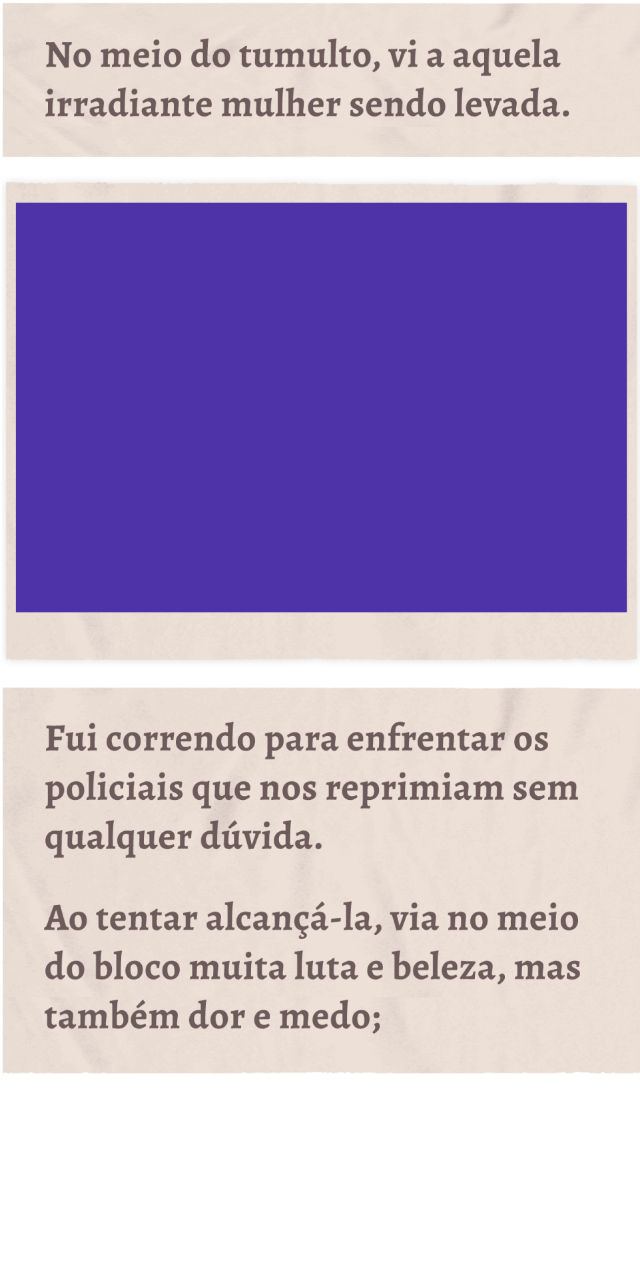 No meio do tumulto, vi a aquela
irradiante mulher sendo levada.
Fui correndo para enfrentar os
policiais que nos reprimiam sem
qualquer dúvida.
Ao tentar alcançá-la, via no meio
do bloco muita luta e beleza, mas
também dor e medo;